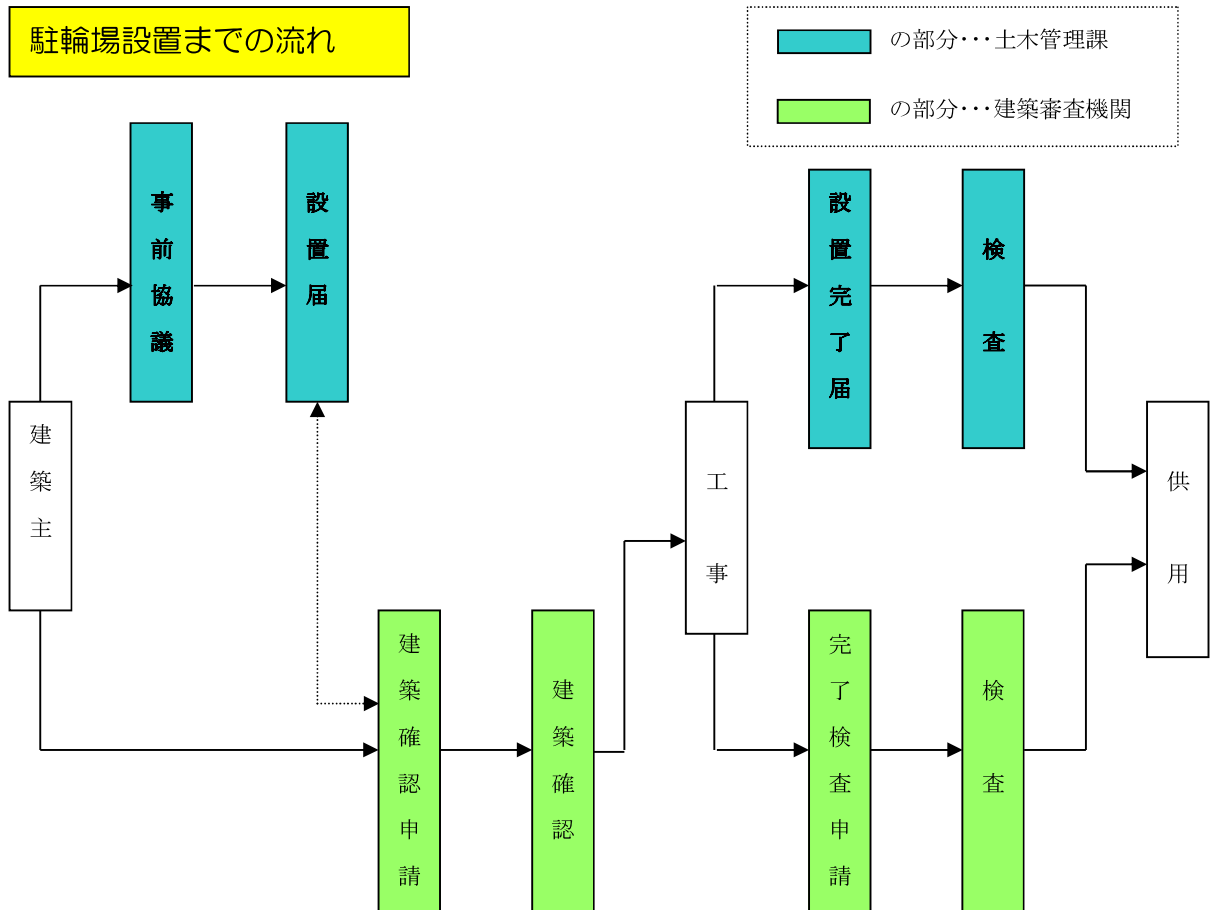 駐輪場設置までの流れ
の部分・・・土木管理課
の部分・・・建築審査機関
事前協議
設置届
設置完了届
検査
建築主
工事
供用
建築確認申請
建築確認
完了検査申請
検査